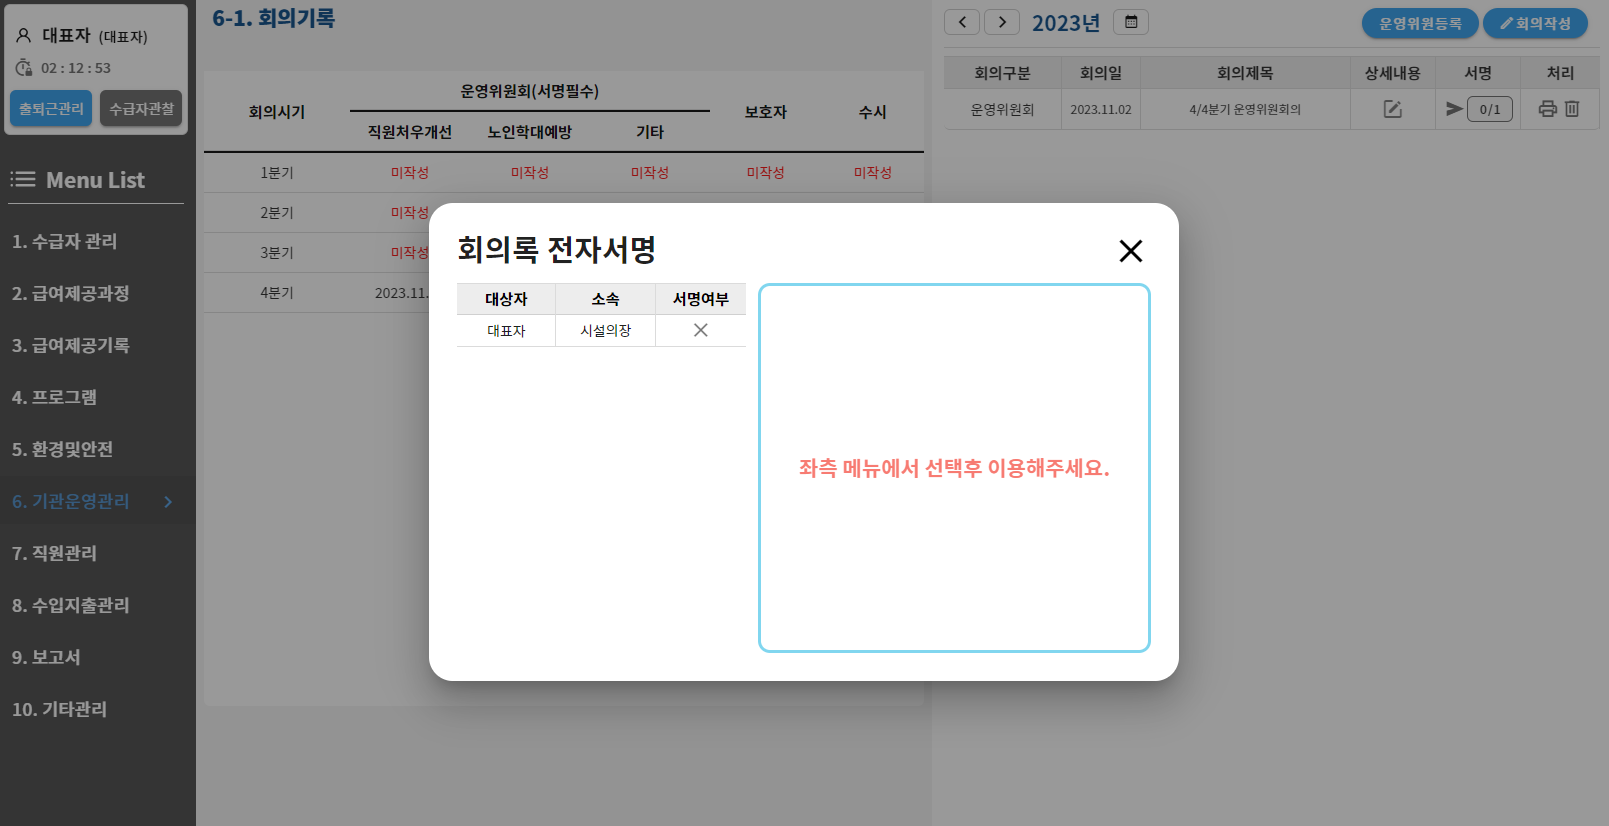 대표자 (대표자)
02 : 12 : 53
출퇴근관리 수급자관찰
Menu List
1. 수급자 관리
2. 급여제공과정
3. 급여제공기록
4. 프로그램
5. 환경및안전
6. 기관운영관리
7. 직원관리
8. 수입지출관리
9. 보고서
10. 기타관리
6-1. 회의기록
회의시기 운영위원회(서명필수) 보호자 수시
직원처우개선 노인학대예방 기타
1분기 미작성 미작성 미작성 미작성 미작성
2분기 미작성
3분기 미작성
4분기 2023.11.
2023년
운영위원등록 회의작성
회의구분 회의일 회의제목 상세내용 서명 처리
운영위원회 2023.11.02 4/4분기 운영위원회의 0/1
회의록 전자서명
대상자 소속 서명여부
대표자 시설의장
좌측 메뉴에서 선택후 이용해주세요.